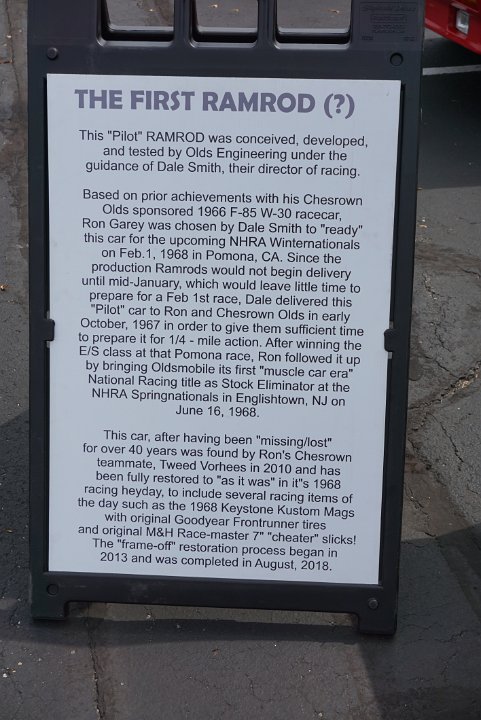 THE FIRST RAMROD (?)
This "Pilot" RAMROD was conceived, developed,
and tested by Olds Engineering under the
guidance of Dale Smith, their director of racing.
Based on prior achievements with his Chesrown
Olds sponsored 1966 F-85 W-30 racecar,
Ron Garey was chosen by Dale Smith to "ready"
this car for the upcoming NHRA Winternationals
on Feb.1, 1968 in Pomona, CA. Since the
production Ramrods would not begin delivery
until mid-January, which would leave little time to
prepare for a Feb 1st race, Dale delivered this
"Pilot" car to Ron and Chesrown Olds in early
October, 1967 in order to give them sufficient time
to prepare it for 1/4 - mile action. After winning the
E/S class at that Pomona race, Ron followed it up
by bringing Oldsmobile its first "muscle car era"
National Racing title as Stock Eliminator at the
NHRA Springnationals in Englishtown, NJ on
June 16, 1968.
This car, after having been "missing/lost"
for over 40 years was found by Ron's Chesrown
teammate, Tweed Vorhees in 2010 and has
been fully restored to "as it was" in it"s 1968
racing heyday, to include several racing items of
the day such as the 1968 Keystone Kustom Mags
with original Goodyear Frontrunner tires
and original M&H Race-master 7" "cheater" slicks!
The "frame-off" restoration process began in
2013 and was completed in August, 2018.